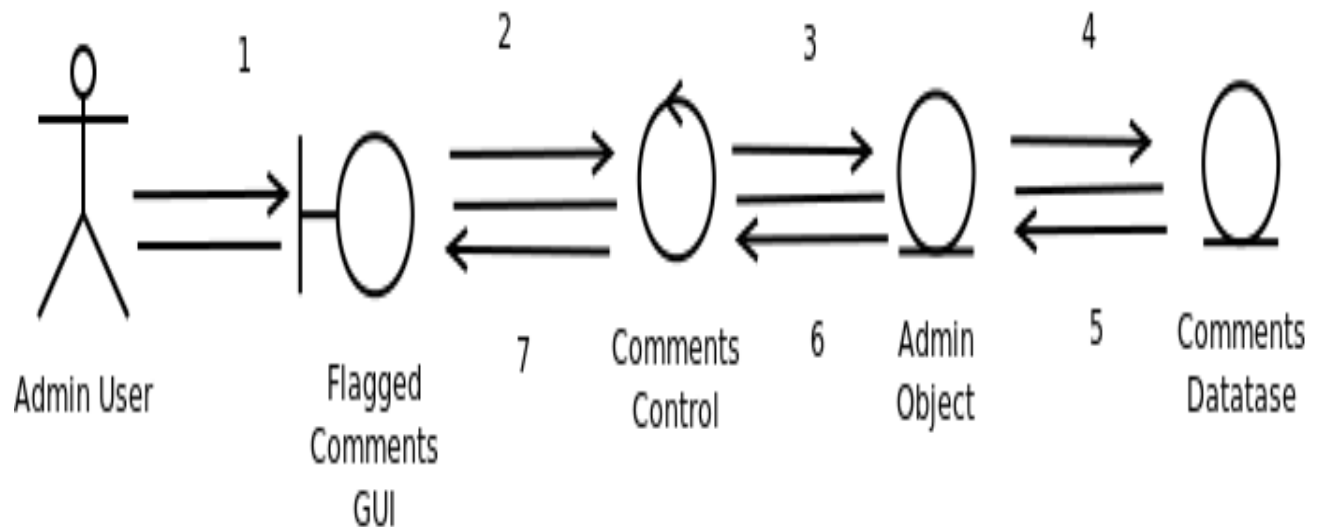 1
2
3
4
Admin User
Flagged
Comments
GUI
7
Comments
Control
6
Admin
Object
5
Comments
Datatase